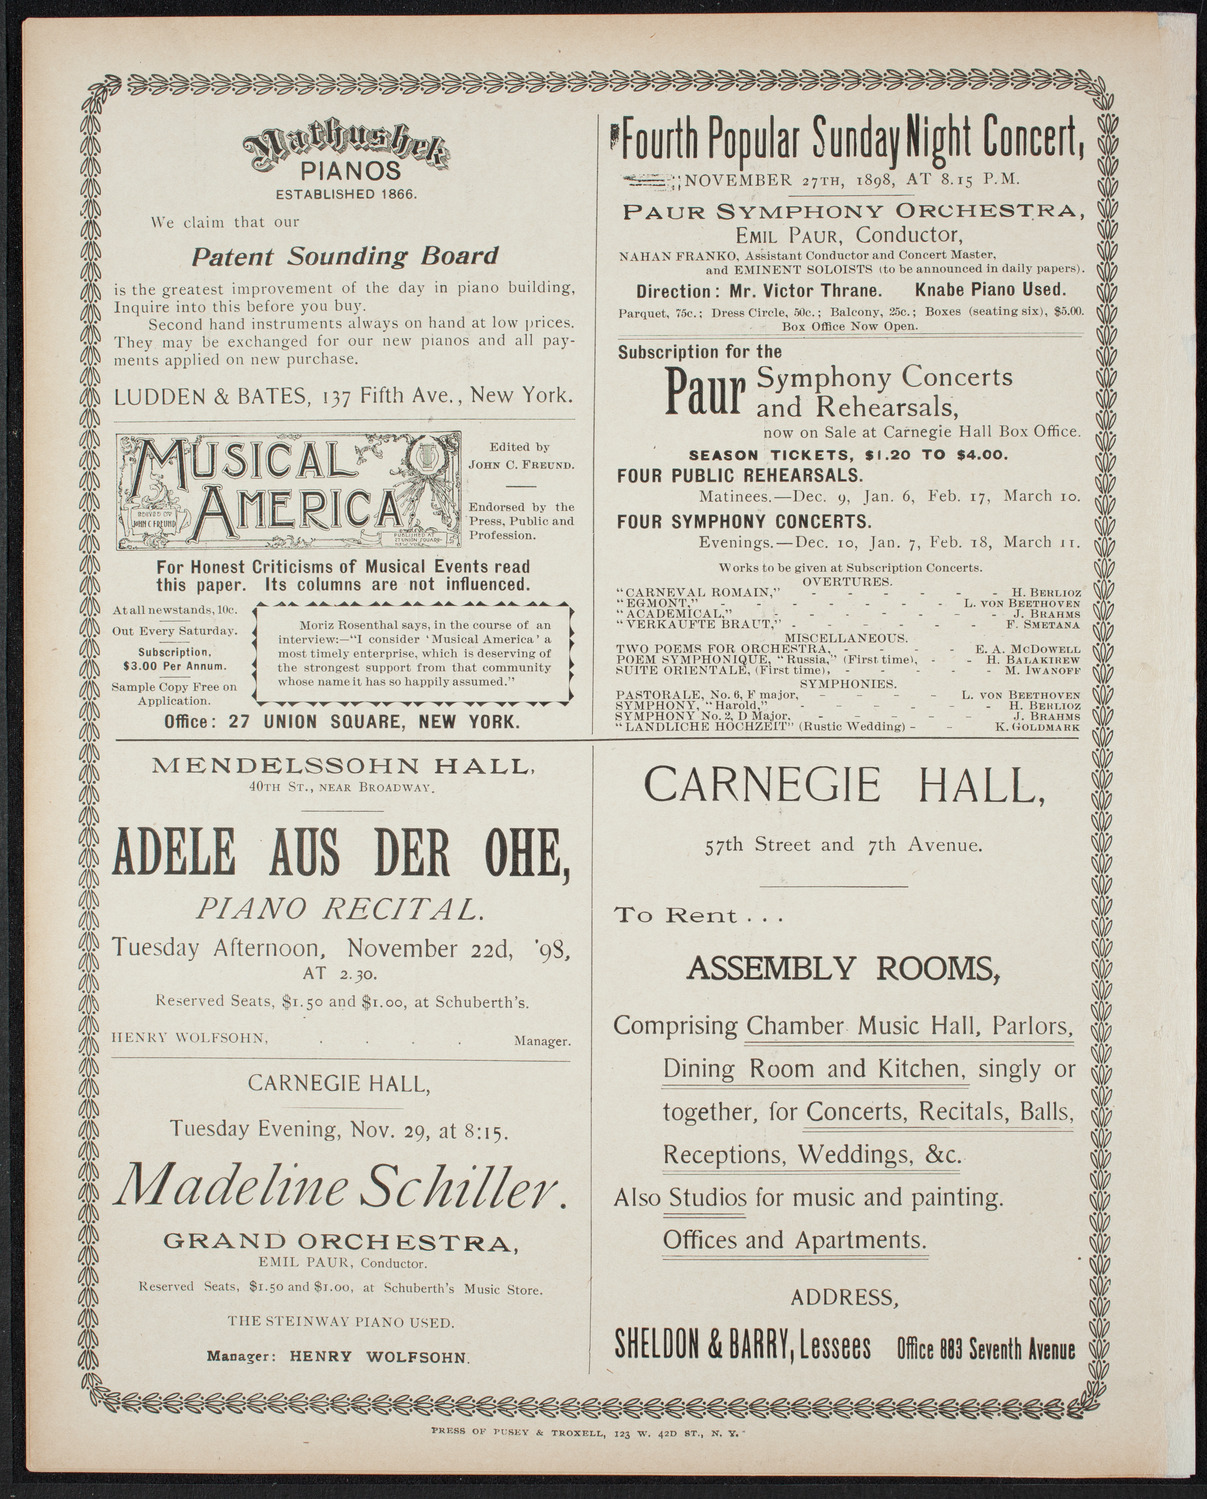 Mathushek
PIANOS
ESTABLISHED 1866.
We claim that our
Patent Sounding Board
is the greatest improvement of the day in piano building,
Inquire into this before you buy.
Second hand instruments always on hand at low prices.
They may be exchanged for our new pianos and all pay-
ments applied on new purchase.
LUDDEN & BATES, 137 Fifth Ave., New York.
MUSICAL
AMERICA
EDITED BY
JOHN C FREUND
PUBLISHED AT
27 UNION SQUARE
NEW YORK
Edited by
JOHN C. FREUND.
Endorsed by the
Press, Public and
Profession.
For Honest Criticisms of Musical Events read
this paper. Its columns are not influenced.
At all newstands, 10c.
Out Every Saturday.
Subscription,
$3.00 Per Annum.
Sample Copy Free on
Application.
Moriz Rosenthal says, in the course of an
interview:—"I consider 'Musical America' a
most timely enterprise, which is deserving of
the strongest support from that community
whose name it has so happily assumed."
Office: 27 UNION SQUARE, NEW YORK.
Fourth Popular Sunday Night Concert,
NOVEMBER 27TH, 1898, AT 8.15 P.M.
PAUR SYMPHONY ORCHESTRA,
EMIL PAUR, Conductor,
NAHAN FRANKO, Assistant Conductor and Concert Master,
and EMINENT SOLOISTS (to be announced in daily papers).
Direction: Mr. Victor Thrane. Knabe Piano Used.
Parquet, 75c.; Dress Circle, 50c.; Balcony, 25c.; Boxes (seating six), $5.00.
Box Office Now Open.
Subscription for the
Paur Symphony Concerts
and Rehearsals,
now on Sale at Carnegie Hall Box Office.
SEASON TICKETS, $1.20 TO $4.00.
FOUR PUBLIC REHEARSALS.
Matinees.—Dec. 9, Jan. 6, Feb. 17, March 10.
FOUR SYMPHONY CONCERTS.
Evenings.—Dec. 10, Jan. 7, Feb. 18, March 11.
Works to be given at Subscription Concerts.
OVERTURES.
"CARNEVAL ROMAIN," - - - - - - H. BERLIOZ
"EGMONT," - - - - - - - L. VON BEETHOVEN
"ACADEMICAL," - - - - - - - J. BRAHMS
"VERKAUFTE BRAUT," - - - - - - F. SMETANA
MISCELLANEOUS.
TWO POEMS FOR ORCHESTRA, - - - - E. A. MCDOWELL
POEM SYMPHONIQUE, "Russia," (First time), - - - H. BALAKIREW
SUITE ORIENTALE, (First time), - - - - - M. IWANOFF
SYMPHONIES.
PASTORALE, No. 6, F major, - - - - L. VON BEETHOVEN
SYMPHONY, "Harold," - - - - - - H. BERLIOZ
SYMPHONY No. 2, D Major, - - - - - - J. BRAHMS
"LANDLICHE HOCHZEIT" (Rustic Wedding) - - K. GOLDMARK
MENDELSSOHN HALL,
40TH ST., NEAR BROADWAY.
ADELE AUS DER OHE,
PIANO RECITAL.
Tuesday Afternoon, November 22d, '98,
AT 2.30.
Reserved Seats, $1.50 and $1.00, at Schuberth's.
HENRY WOLFSOHN, . . . . Manager.
CARNEGIE HALL,
Tuesday Evening, Nov. 29, at 8:15.
Madeline Schiller.
GRAND ORCHESTRA,
EMIL PAUR, Conductor.
Reserved Seats, $1.50 and $1.00, at Schuberth's Music Store.
THE STEINWAY PIANO USED.
Manager: HENRY WOLFSOHN.
CARNEGIE HALL,
57th Street and 7th Avenue.
To Rent . . .
ASSEMBLY ROOMS,
Comprising Chamber Music Hall, Parlors,
Dining Room and Kitchen, singly or
together, for Concerts, Recitals, Balls,
Receptions, Weddings, &c.
Also Studios for music and painting.
Offices and Apartments.
ADDRESS,
SHELDON & BARRY, Lessees Office 883 Seventh Avenue
PRESS OF PUSEY & TROXELL, 123 W. 42D ST., N. Y.